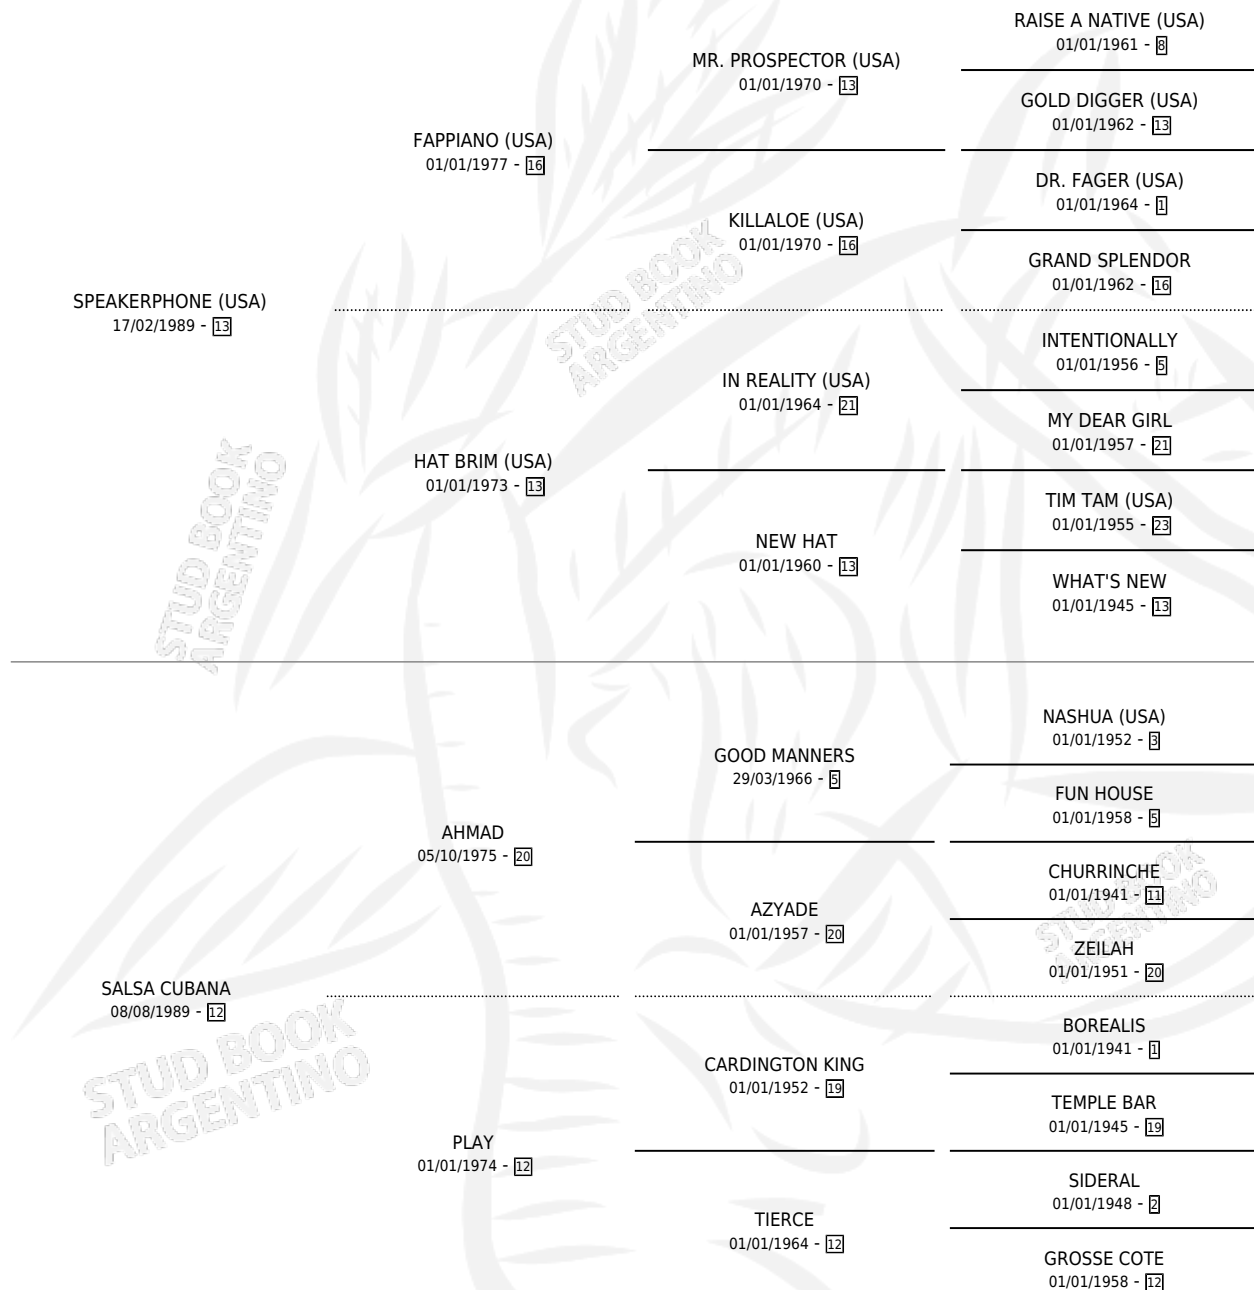 RAISE A NATIVE (USA)
01/01/1961 - 8
MR. PROSPECTOR (USA)
01/01/1970 - 13
GOLD DIGGER (USA)
01/01/1962 - 13
FAPPIANO (USA)
01/01/1977 - 16
DR. FAGER (USA)
01/01/1964 - 1
KILLALOE (USA)
01/01/1970 - 16
GRAND SPLENDOR
01/01/1962 - 16
SPEAKERPHONE (USA)
17/02/1989 - 13
STUD BOOK
ARGENTINO
INTENTIONALLY
01/01/1956 - 5
IN REALITY (USA)
01/01/1964 - 21
MY DEAR GIRL
01/01/1957 - 21
HAT BRIM (USA)
01/01/1973 - 13
TIM TAM (USA)
01/01/1955 - 23
NEW HAT
01/01/1960 - 13
WHAT'S NEW
01/01/1945 - 13
STUD BOOK
ARGENTINO
NASHUA (USA)
01/01/1952 - 3
GOOD MANNERS
29/03/1966 - 5
FUN HOUSE
01/01/1958 - 5
AHMAD
05/10/1975 - 20
CHURRINCHE
01/01/1941 - 11
AZYADE
01/01/1957 - 20
STUD BOOK
ARGENTINO
ZEILAH
01/01/1951 - 20
SALSA CUBANA
08/08/1989 - 12
BOREALIS
01/01/1941 - 1
CARDINGTON KING
01/01/1952 - 19
STUD BOOK
ARGENTINO
TEMPLE BAR
01/01/1945 - 19
PLAY
01/01/1974 - 12
SIDERAL
01/01/1948 - 2
TIERCE
01/01/1964 - 12
GROSSE COTE
01/01/1958 - 12